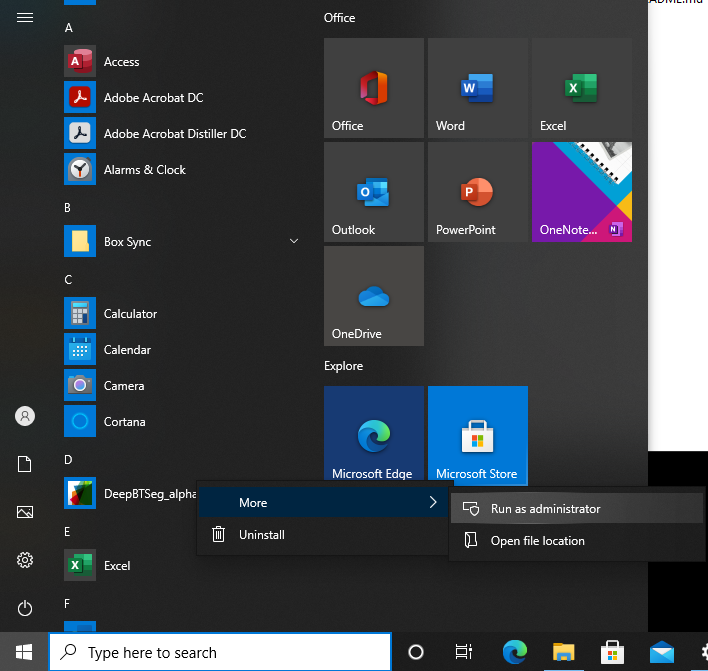 A
Access
Adobe Acrobat DC
Adobe Acrobat Distiller DC
Alarms & Clock
B
Box Sync
C
Calculator
Calendar
Camera
Cortana
D
DeepBTSeg_alpha
E
Excel
F
Office
Office
Word
Excel
Outlook
PowerPoint
OneNote...
OneDrive
Explore
Microsoft Edge
Microsoft Store
More
Uninstall
Run as administrator
Open file location
Type here to search